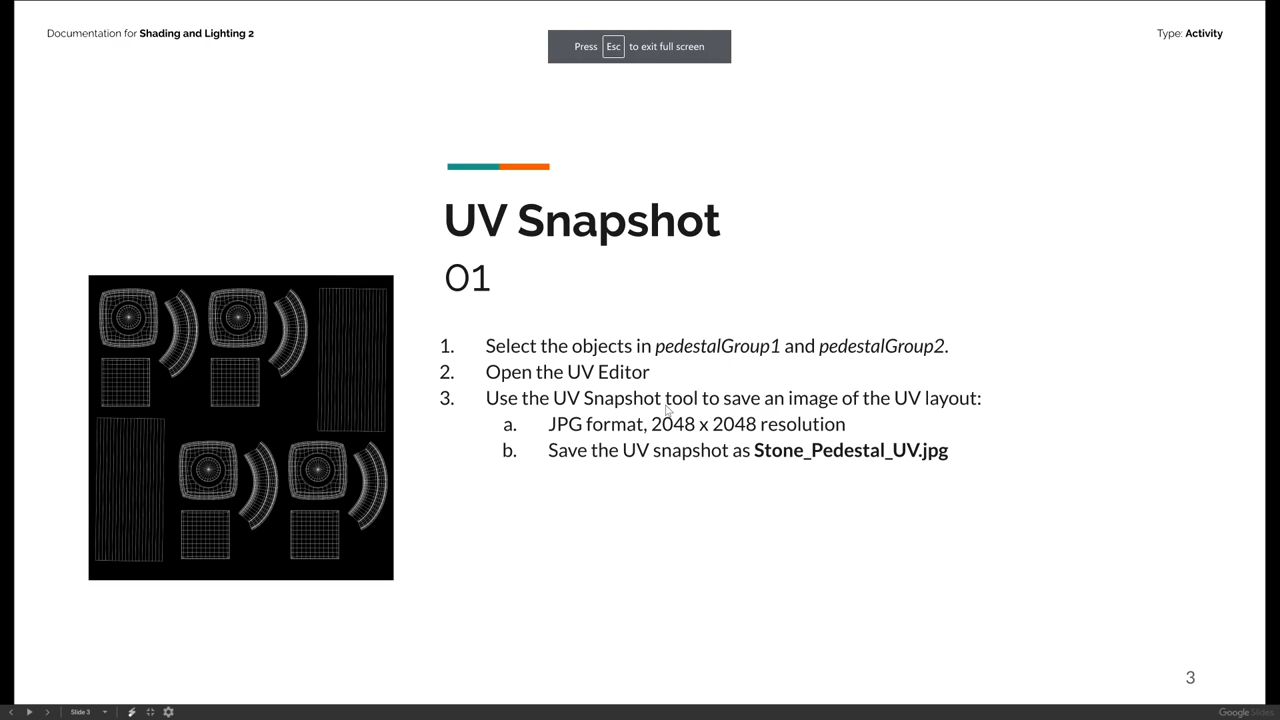 Documentation for Shading and Lighting 2
Press Esc to exit full screen
Type: Activity
UV Snapshot
01
1. Select the objects in pedestalGroup1 and pedestalGroup2.
2. Open the UV Editor
3. Use the UV Snapshot tool to save an image of the UV layout:
a. JPG format, 2048 x 2048 resolution
b. Save the UV snapshot as Stone_Pedestal_UV.jpg
3
Slide 3
Google Slides